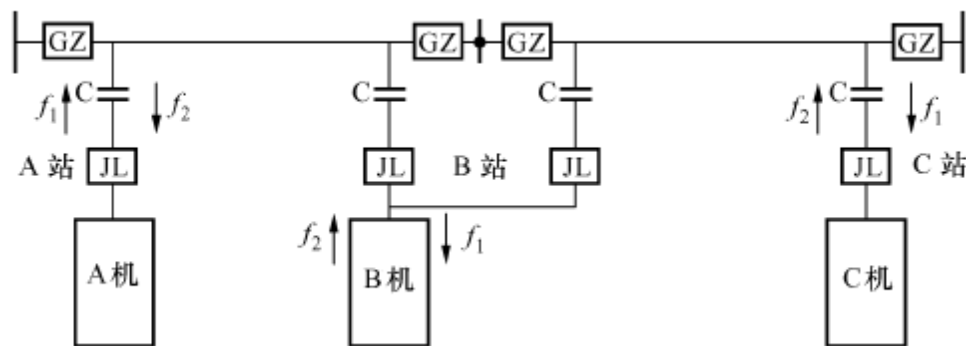 GZ GZ GZ GZ
f₁ C f₂ C C f₂ C f₁
A 站 JL JL B 站 JL JL C 站
f₂ f₁
A机 B机 C机